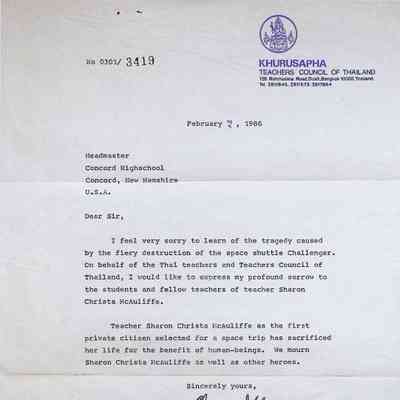 No 0301/ 3419
KHURUSAPHA
TEACHERS COUNCIL OF THAILAND
February 4, 1986
Headmaster
Concord Highschool
Concord, New Hamshire
U.S.A.
Dear Sir,
I feel very sorry to learn of the tragedy caused
by the fiery destruction of the space shuttle Challenger.
On behalf of the Thai teachers and Teachers Council of
Thailand, I would like to express my profound sorrow to
the students and fellow teachers of teacher Sharon
Christa McAuliffe.
Teacher Sharon Christa McAuliffe as the first
private citizen selected for a space trip has sacrificed
her life for the benefit of human-beings. We mourn
Sharon Christa McAuliffe as well as other heroes.
Sincerely yours,